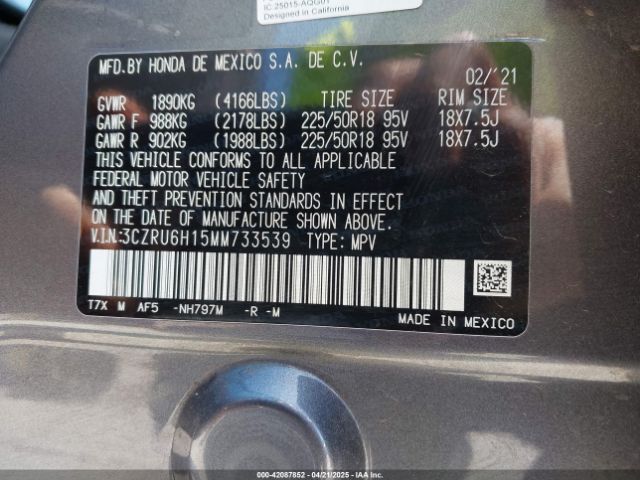 IC:25015-AQG01
Designed in California
MFD.BY HONDA DE MEXICO S.A. DE C.V.
02/'21
GVWR 1890KG (4166LBS) TIRE SIZE RIM SIZE
GAWR F 988KG (2178LBS) 225/50R18 95V 18X7.5J
GAWR R 902KG (1988LBS) 225/50R18 95V 18X7.5J
THIS VEHICLE CONFORMS TO ALL APPLICABLE
FEDERAL MOTOR VEHICLE SAFETY
AND THEFT PREVENTION STANDARDS IN EFFECT
ON DATE OF MANUFACTURE SHOWN ABOVE.
V.I.N.:3CZRU6H15MM733539 TYPE: MPV
T7X M AF5 -NH797M -R -M
MADE IN MEXICO
000-42087852 04/21/2025 IAA Inc.